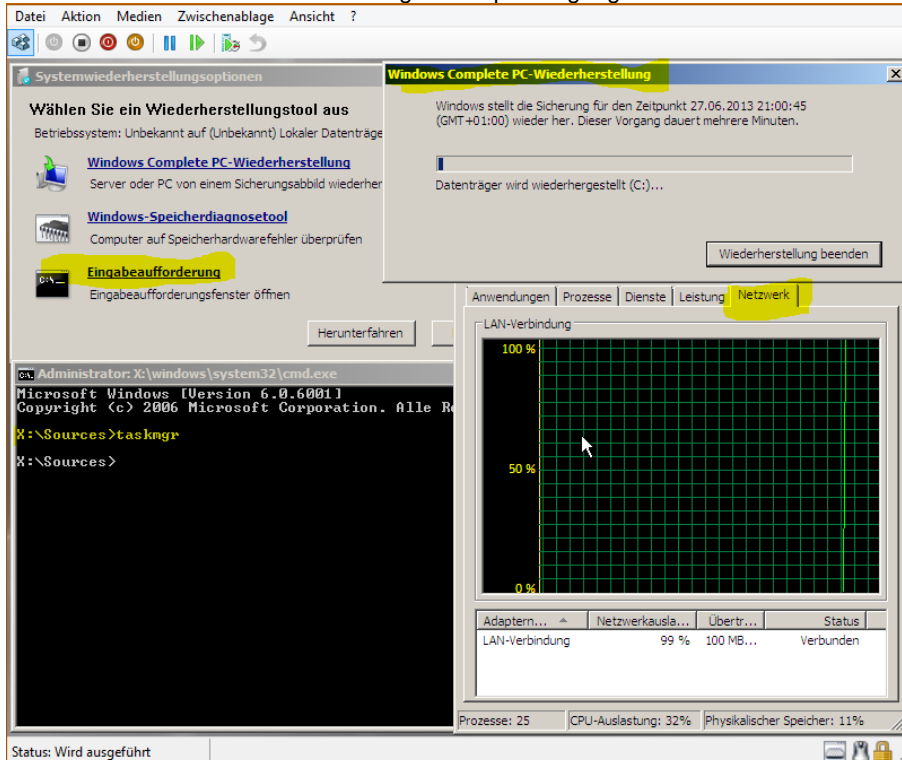 Datei Aktion Medien Zwischenablage Ansicht ?
Systemwiederherstellungsoptionen
Wählen Sie ein Wiederherstellungstool aus
Betriebssystem: Unbekannt auf (Unbekannt) Lokaler Datenträge
Windows Complete PC-Wiederherstellung
Server oder PC von einem Sicherungsabbild wiederher
Windows-Speicherdiagnosetool
Computer auf Speicherhardwarefehler überprüfen
Eingabeaufforderung
Eingabeaufforderungsfenster öffnen
Herunterfahren
Windows Complete PC-Wiederherstellung
Windows stellt die Sicherung für den Zeitpunkt 27.06.2013 21:00:45
(GMT+01:00) wieder her. Dieser Vorgang dauert mehrere Minuten.
Datenträger wird wiederhergestellt (C:)...
Wiederherstellung beenden
Administrator: X:\windows\system32\cmd.exe
Microsoft Windows [Version 6.0.6001]
Copyright (c) 2006 Microsoft Corporation. Alle Re
X:\Sources>taskmgr
X:\Sources>
Anwendungen Prozesse Dienste Leistung Netzwerk
LAN-Verbindung
100 %
50 %
0 %
Adaptern... Netzwerkausla... Übertr... Status
LAN-Verbindung 99 % 100 MB... Verbunden
Prozesse: 25 CPU-Auslastung: 32% Physikalischer Speicher: 11%
Status: Wird ausgeführt